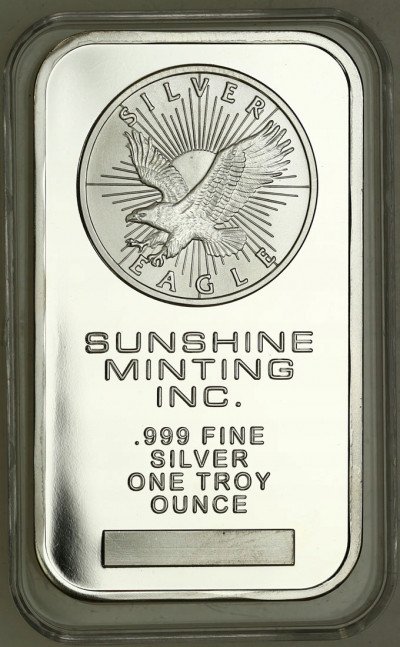 SILVER
EAGLE
SUNSHINE
MINTING
INC.
.999 FINE
SILVER
ONE TROY
OUNCE